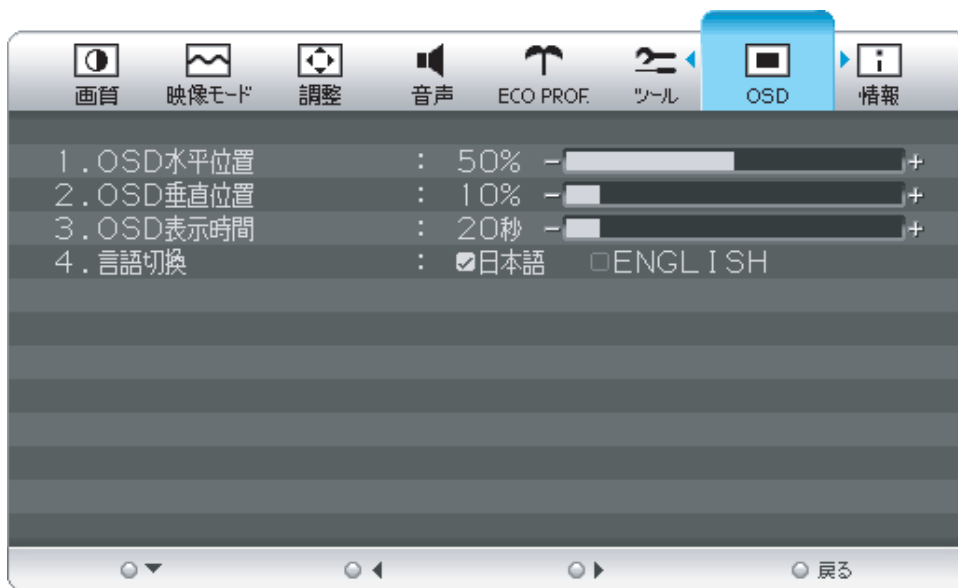 画質 映像モード 調整 音声 ECO PROF. ツール OSD 情報
1.OSD水平位置 : 50% - +
2.OSD垂直位置 : 10% - +
3.OSD表示時間 : 20秒 - +
4.言語切換 : 日本語 ENGLISH
戻る